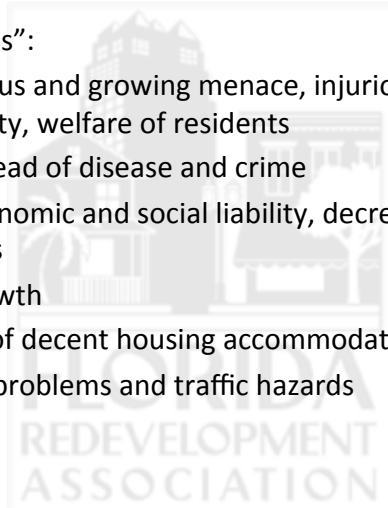 s”:
us and growing menace, injurio
ty, welfare of residents
ead of disease and crime
nomic and social liability, decre
s
wth
of decent housing accommodat
problems and traffic hazards
FLORIDA
REDEVELOPMENT
ASSOCIATION